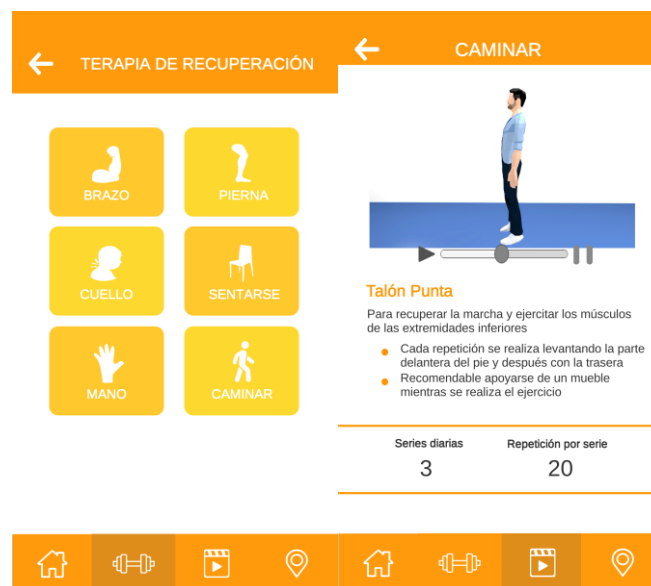 TERAPIA DE RECUPERACIÓN
BRAZO
PIERNA
CUELLO
SENTARSE
MANO
CAMINAR
CAMINAR
Talón Punta
Para recuperar la marcha y ejercitar los músculos
de las extremidades inferiores
Cada repetición se realiza levantando la parte
delantera del pie y después con la trasera
Recomendable apoyarse de un mueble
mientras se realiza el ejercicio
Series diarias
3
Repetición por serie
20